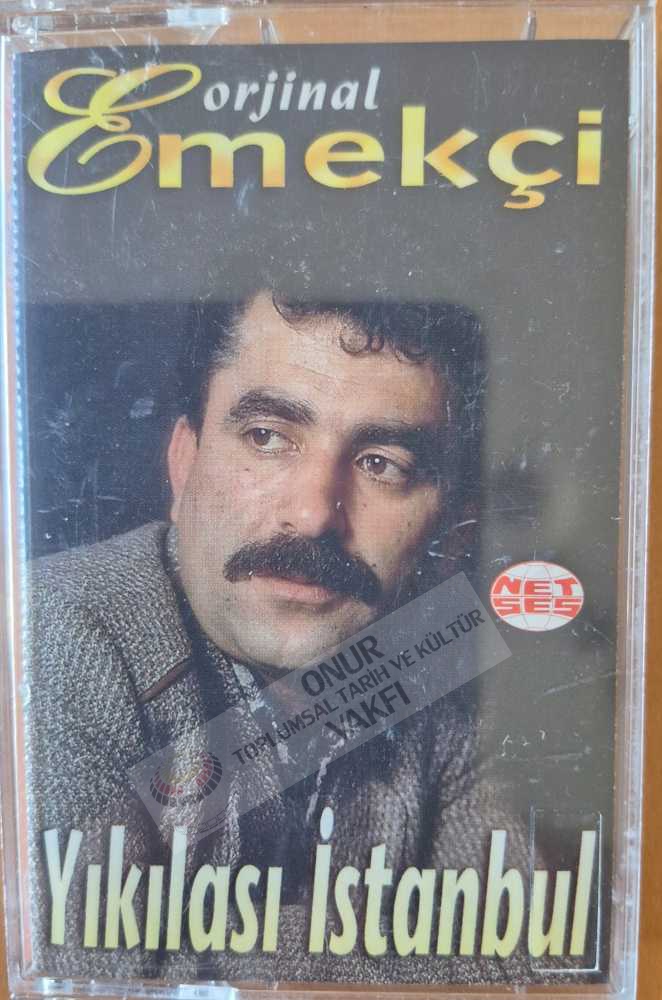 orjinal
Emekçi
NET
SES
ONUR
TOPLUMSAL TARİH VE KÜLTÜR
VAKFI
Yıkılası İstanbul